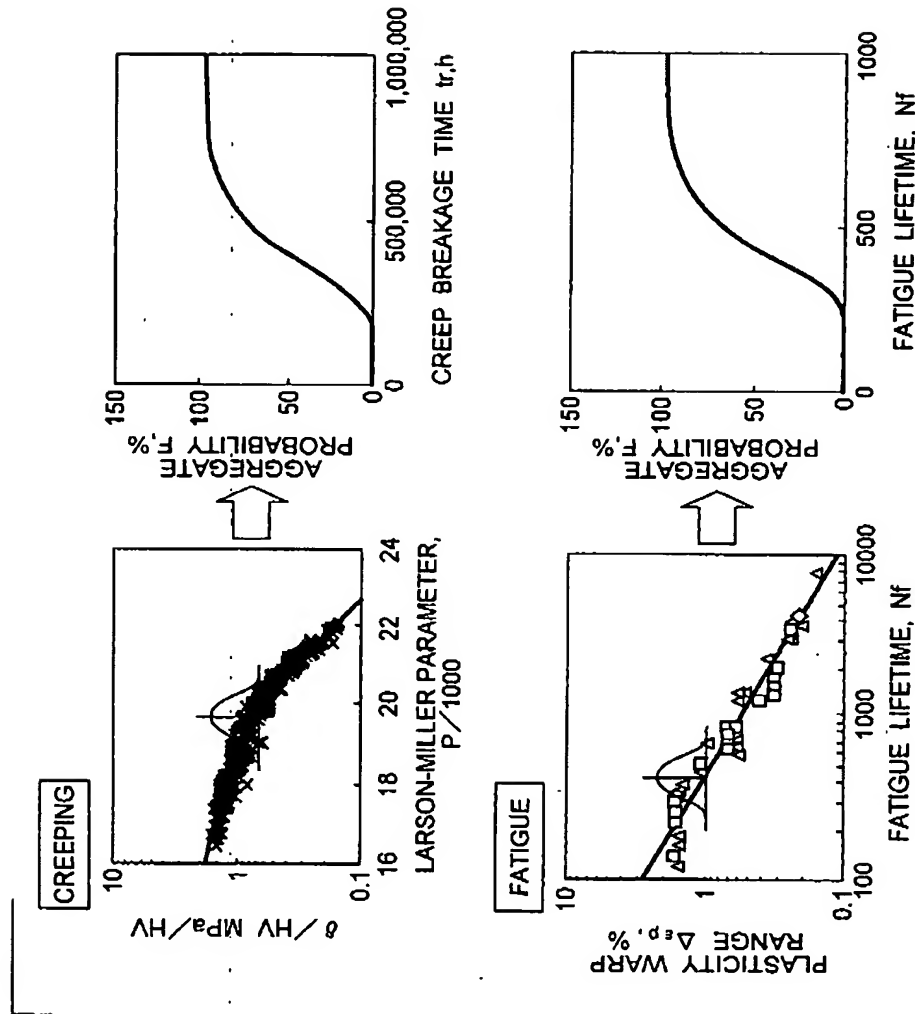 CREEPING
δ/HV MPa/HV
10
1
0.1
16
18
20
22
24
LARSON-MILLER PARAMETER,
P/1000
AGGREGATE
PROBABILITY F,%
150
100
50
0
0
500,000
1,000,000
CREEP BREAKAGE TIME tr,h
FATIGUE
PLASTICITY WARP
RANGE Δεp, %
10
1
0.1
100
1000
10000
FATIGUE LIFETIME, Nf
AGGREGATE
PROBABILITY F,%
150
100
50
0
0
500
1000
FATIGUE LIFETIME, Nf